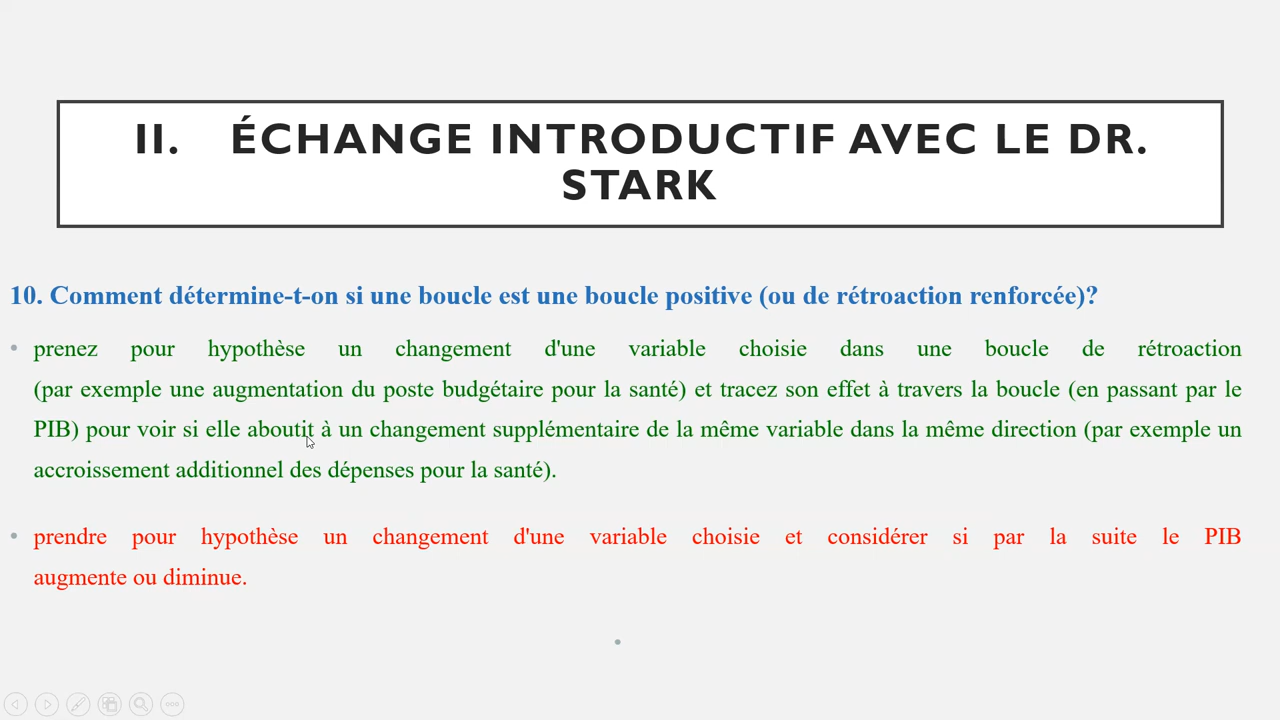 II. ÉCHANGE INTRODUCTIF AVEC LE DR.
STARK
10. Comment détermine-t-on si une boucle est une boucle positive (ou de rétroaction renforcée)?
• prenez pour hypothèse un changement d'une variable choisie dans une boucle de rétroaction
(par exemple une augmentation du poste budgétaire pour la santé) et tracez son effet à travers la boucle (en passant par le
PIB) pour voir si elle aboutit à un changement supplémentaire de la même variable dans la même direction (par exemple un
accroissement additionnel des dépenses pour la santé).
• prendre pour hypothèse un changement d'une variable choisie et considérer si par la suite le PIB
augmente ou diminue.